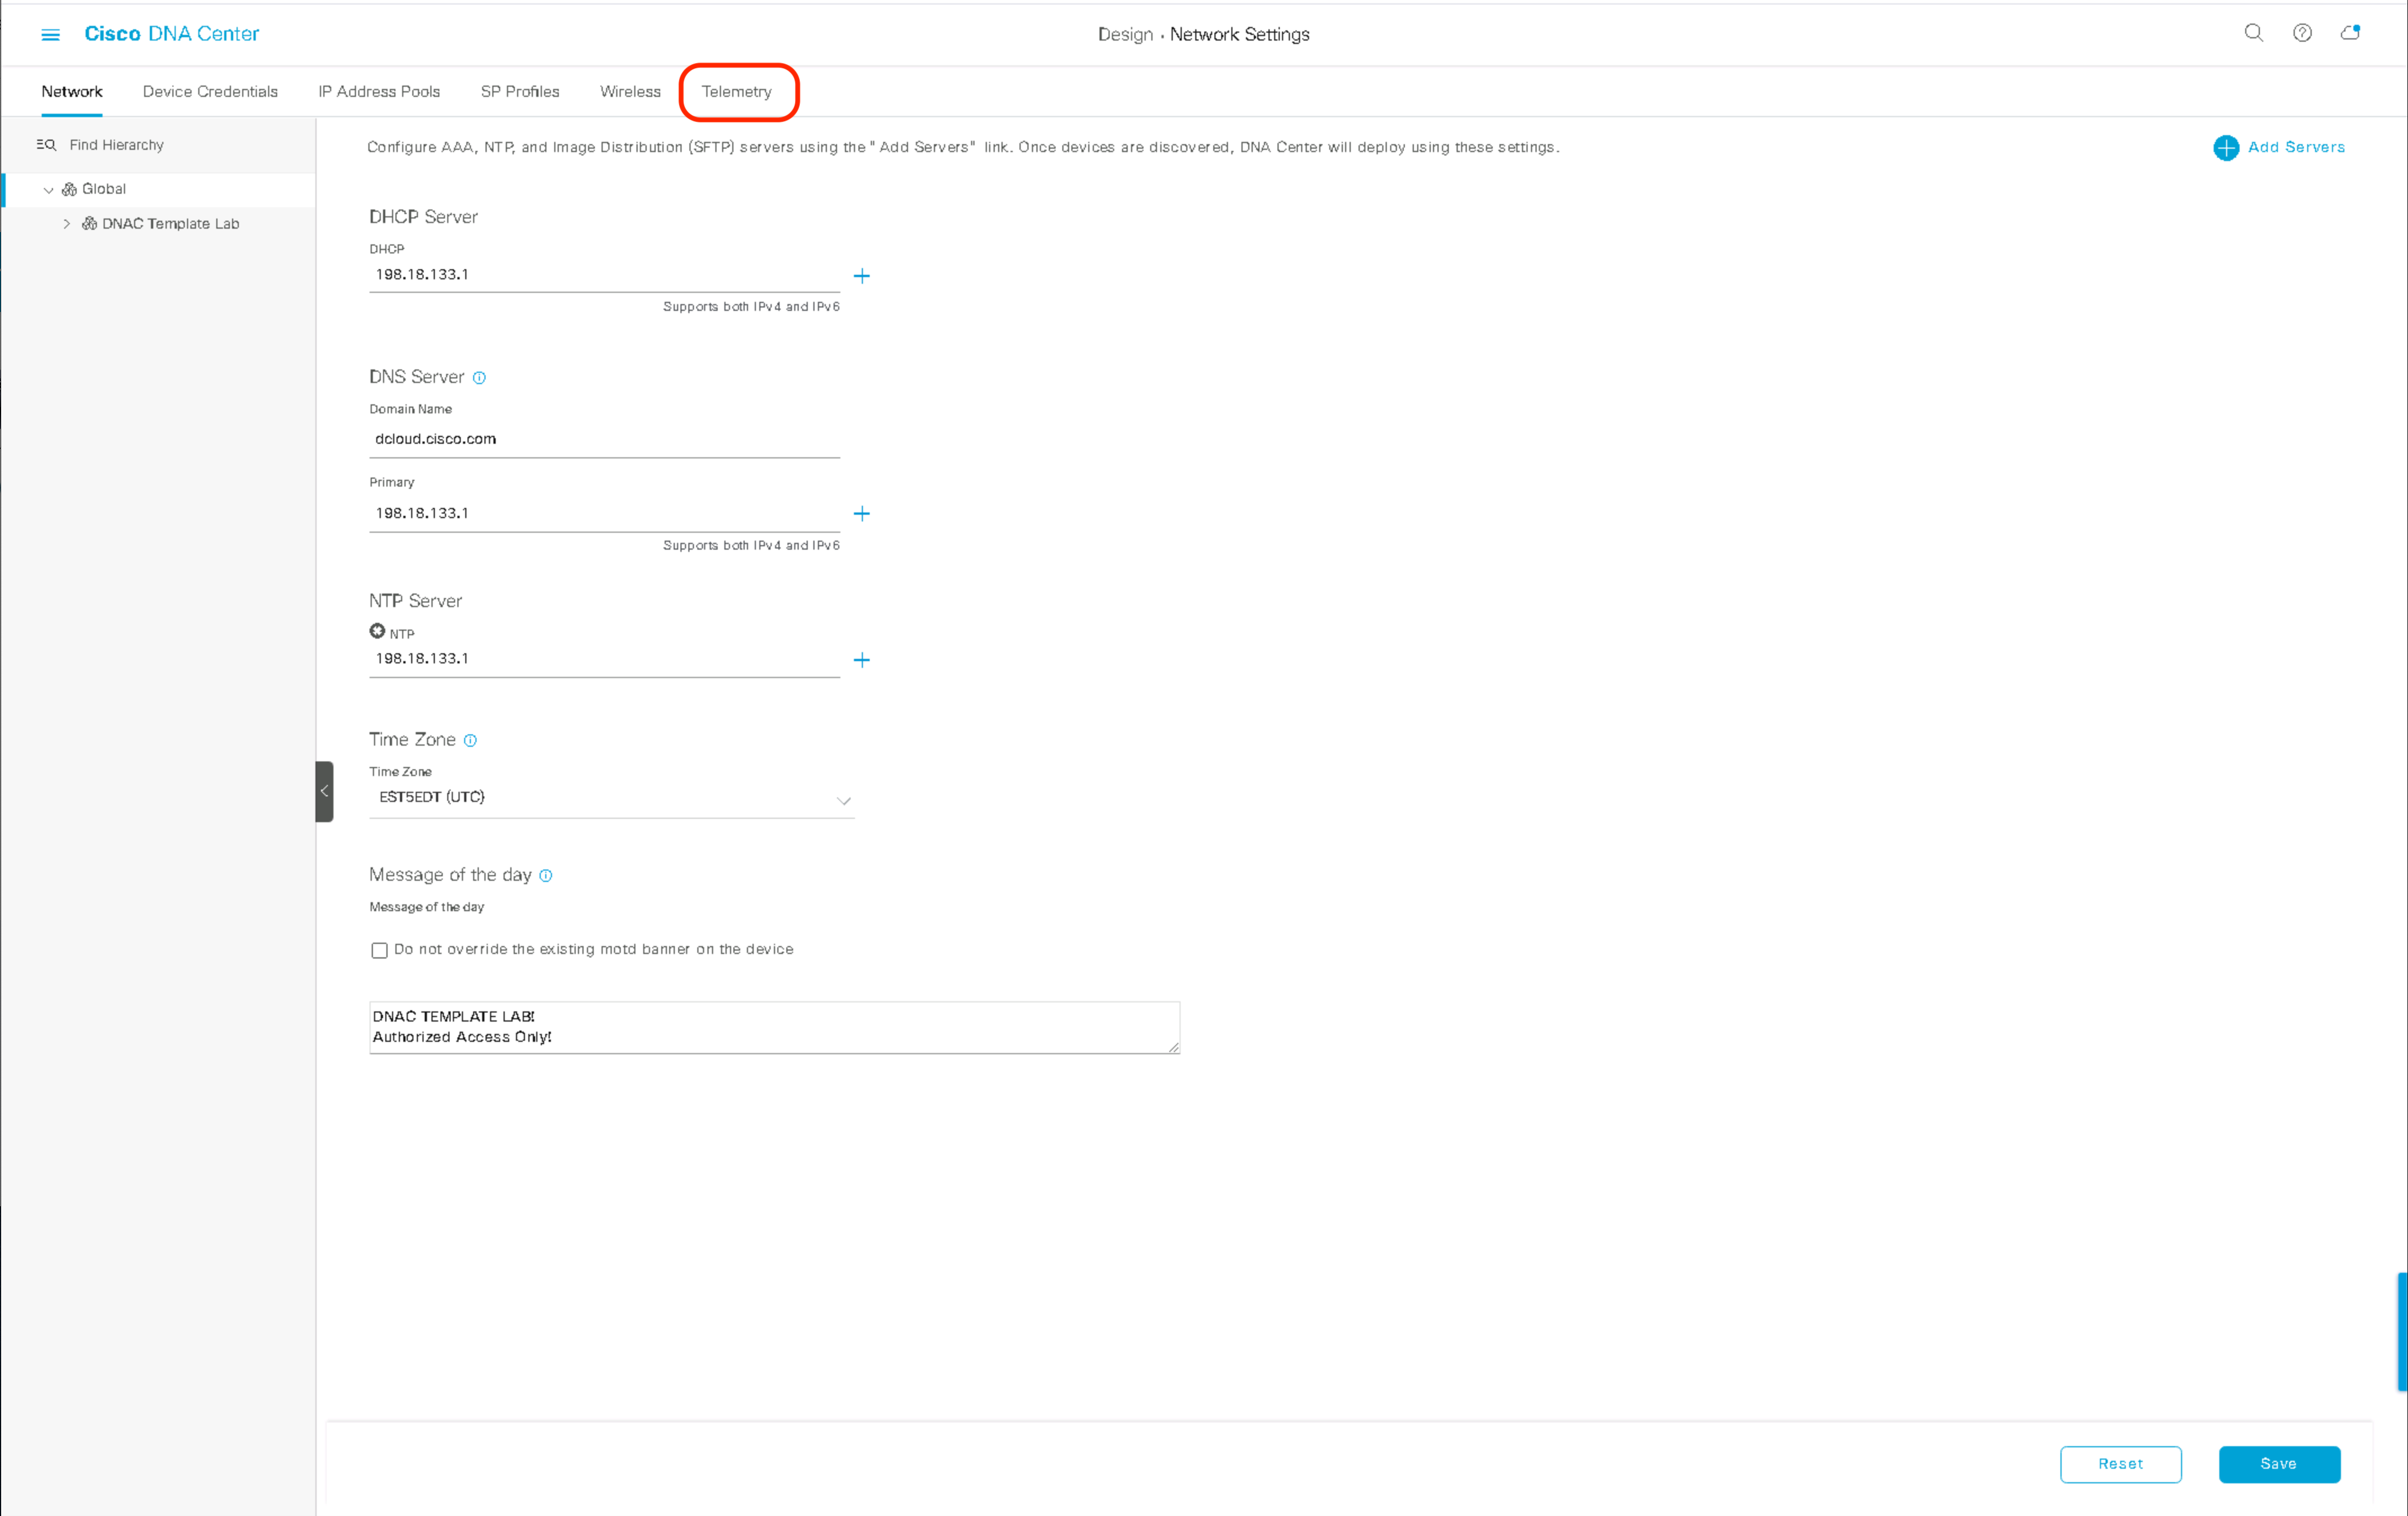 Cisco DNA Center
Design · Network Settings
Network Device Credentials IP Address Pools SP Profiles Wireless Telemetry
Find Hierarchy
Global
DNAC Template Lab
Configure AAA, NTP, and Image Distribution (SFTP) servers using the "Add Servers" link. Once devices are discovered, DNA Center will deploy using these settings.
Add Servers
DHCP Server
DHCP
198.18.133.1
Supports both IPv4 and IPv6
DNS Server
Domain Name
dcloud.cisco.com
Primary
198.18.133.1
Supports both IPv4 and IPv6
NTP Server
NTP
198.18.133.1
Time Zone
Time Zone
EST5EDT (UTC)
Message of the day
Message of the day
Do not override the existing motd banner on the device
DNAC TEMPLATE LAB!
Authorized Access Only!
Reset
Save